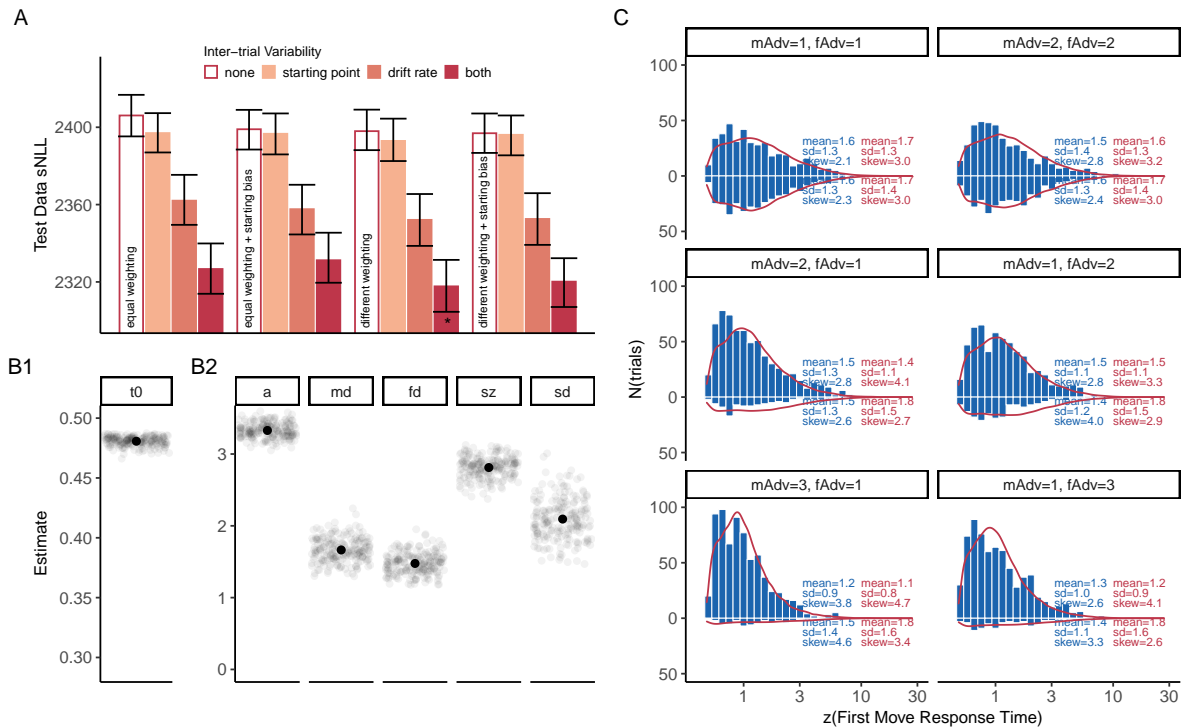 A
Inter−trial Variability
none
starting point
drift rate
both
Test Data sNLL
2400
2360
2320
equal weighting
equal weighting + starting bias
different weighting
different weighting + starting bias
*
B1
B2
t0
a
md
fd
sz
sd
Estimate
0.50
0.45
0.40
0.35
0.30
3
2
1
0
C
N(trials)
mAdv=1, fAdv=1
mAdv=2, fAdv=2
100
50
0
50
mean=1.6
sd=1.3
skew=2.1
mean=1.7
sd=1.3
skew=3.0
mean=1.6
sd=1.3
skew=2.3
mean=1.7
sd=1.4
skew=3.0
mean=1.5
sd=1.4
skew=2.8
mean=1.6
sd=1.3
skew=3.2
mean=1.6
sd=1.3
skew=2.4
mean=1.7
sd=1.4
skew=3.0
mAdv=2, fAdv=1
mAdv=1, fAdv=2
100
50
0
50
mean=1.5
sd=1.3
skew=2.8
mean=1.4
sd=1.1
skew=4.1
mean=1.5
sd=1.3
skew=2.6
mean=1.8
sd=1.5
skew=2.7
mean=1.5
sd=1.1
skew=2.8
mean=1.5
sd=1.1
skew=3.3
mean=1.4
sd=1.2
skew=4.0
mean=1.8
sd=1.5
skew=2.9
mAdv=3, fAdv=1
mAdv=1, fAdv=3
100
50
0
50
mean=1.2
sd=0.9
skew=3.8
mean=1.1
sd=0.8
skew=4.7
mean=1.5
sd=1.4
skew=4.6
mean=1.8
sd=1.6
skew=3.4
mean=1.3
sd=1.0
skew=2.6
mean=1.2
sd=0.9
skew=4.1
mean=1.4
sd=1.1
skew=3.3
mean=1.8
sd=1.6
skew=2.6
1
3
10
30
1
3
10
30
z(First Move Response Time)